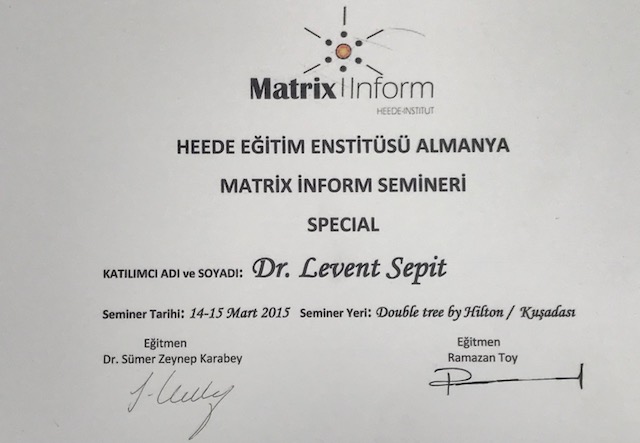 Matrix Inform
HEEDE-INSTITUT
HEEDE EĞİTİM ENSTİTÜSÜ ALMANYA
MATRİX İNFORM SEMİNERİ
SPECIAL
KATILIMCI ADI ve SOYADI: Dr. Levent Sepit
Seminer Tarihi: 14-15 Mart 2015 Seminer Yeri: Double tree by Hilton / Kuşadası
Eğitmen
Dr. Sümer Zeynep Karabey
Eğitmen
Ramazan Toy